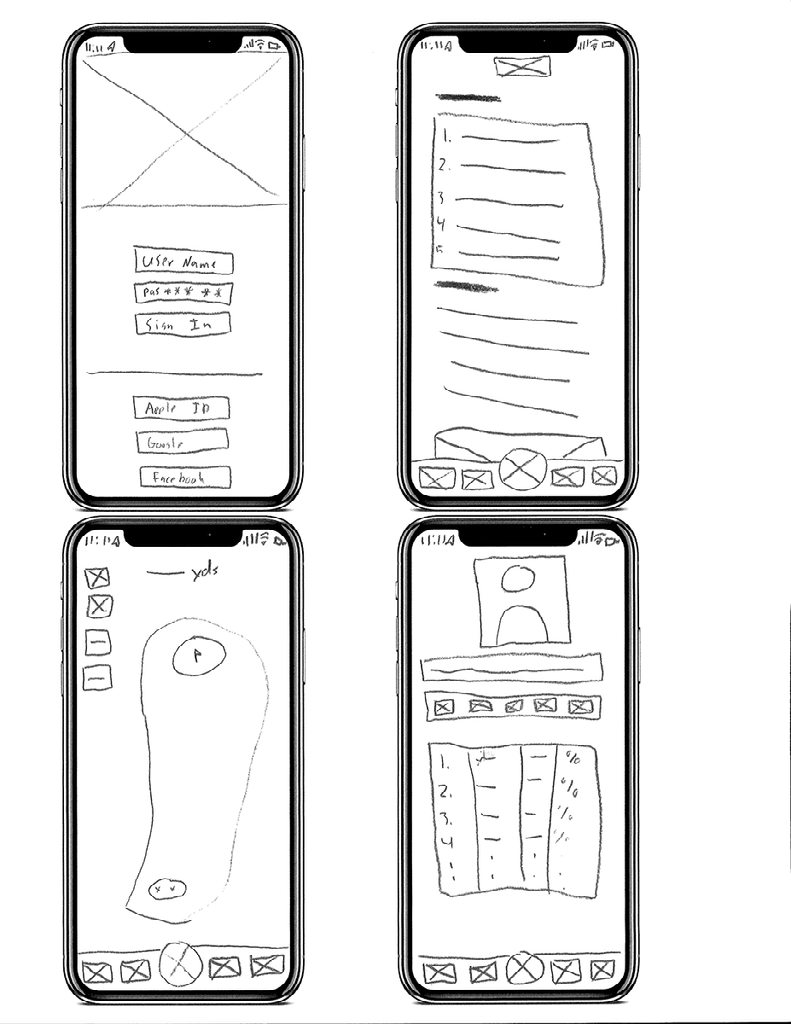 11:11
11:11
User Name
pas*** **
Sign In
Apple ID
Google
Facebook
1.
2.
3
4
5
11:11
yds
P
x x
11:11
1. %
2. %
3. %
4 %